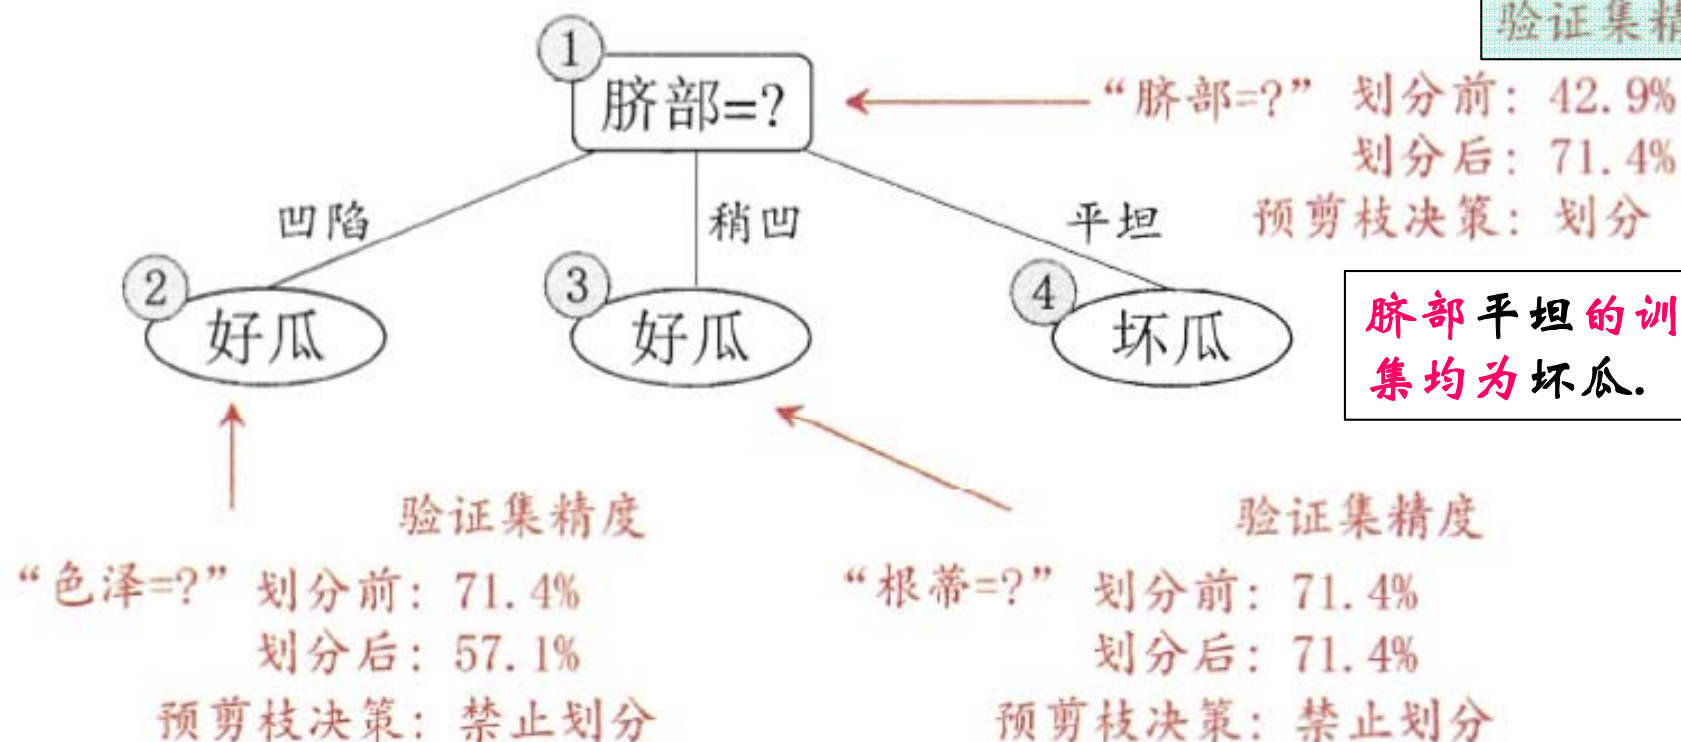 验证集精
①
脐部=?
“脐部=?” 划分前: 42.9%
划分后: 71.4%
预剪枝决策: 划分
凹陷
稍凹
平坦
②
好瓜
③
好瓜
④
坏瓜
脐部平坦的训
集均为坏瓜.
验证集精度
“色泽=?” 划分前: 71.4%
划分后: 57.1%
预剪枝决策: 禁止划分
验证集精度
“根蒂=?” 划分前: 71.4%
划分后: 71.4%
预剪枝决策: 禁止划分